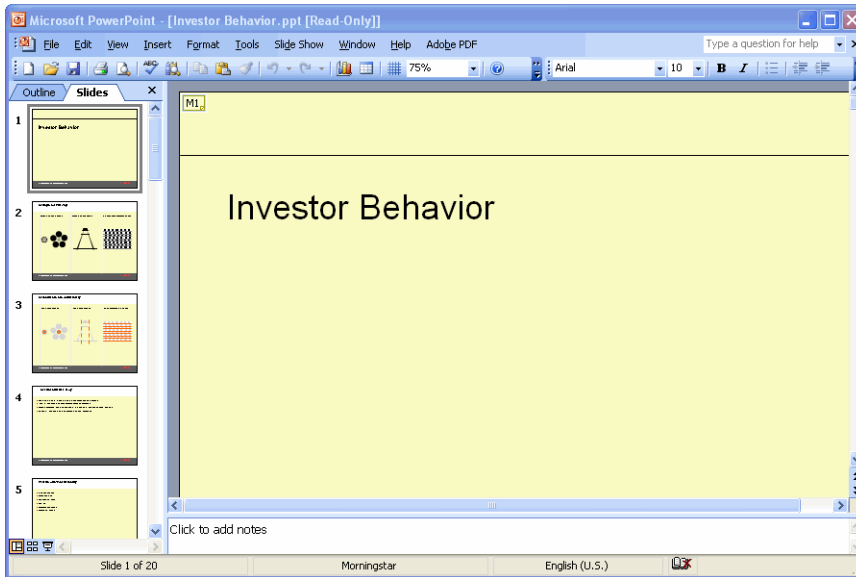 Microsoft PowerPoint - [Investor Behavior.ppt [Read-Only]]
File Edit View Insert Format Tools Slide Show Window Help Adobe PDF
Type a question for help
75%
Arial
10
B I
Outline Slides
M1
1
Investor Behavior
Investor Behavior
2
3
4
5
Click to add notes
Slide 1 of 20
Morningstar
English (U.S.)